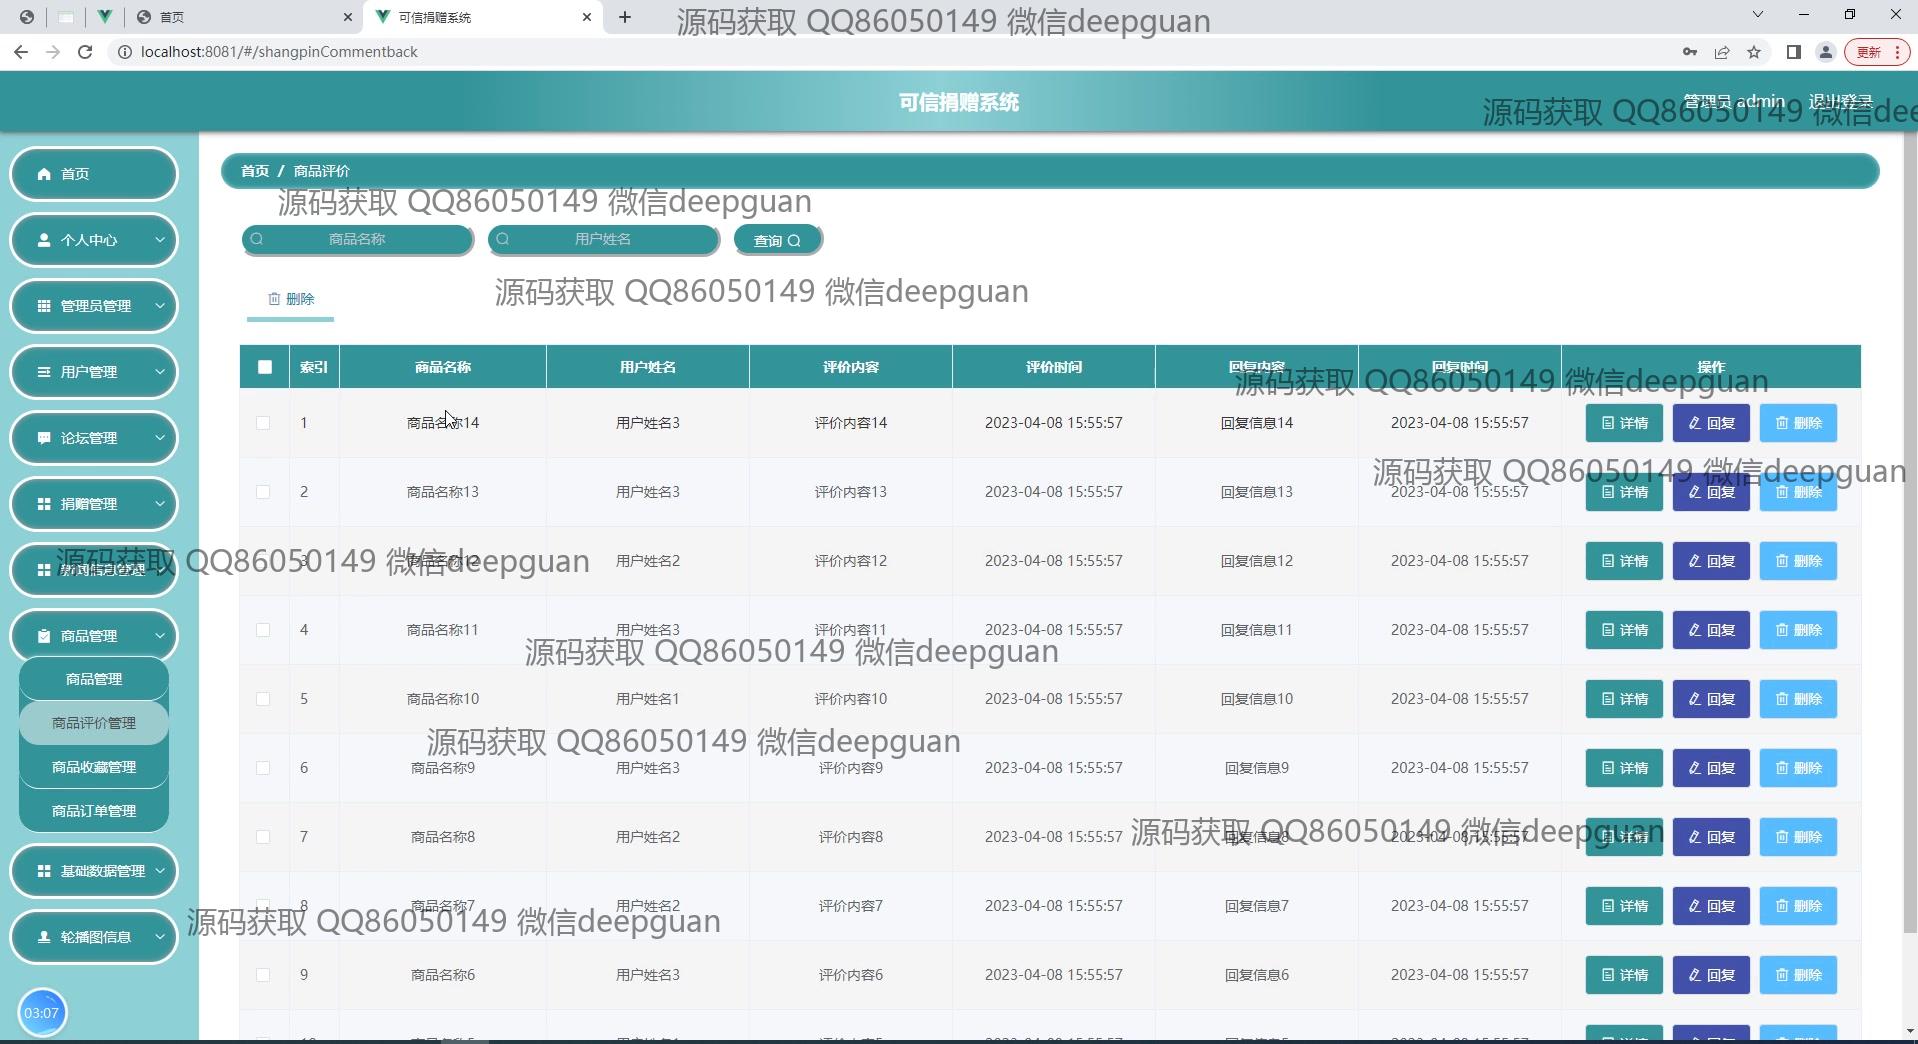 首页
可信捐赠系统
源码获取 QQ86050149 微信deepguan
localhost:8081/#/shangpinCommentback
更新
可信捐赠系统
管理员 admin
退出登录
源码获取 QQ86050149 微信dee
首页
个人中心
管理员管理
用户管理
论坛管理
捐赠管理
新闻信息管理
商品管理
商品管理
商品评价管理
商品收藏管理
商品订单管理
基础数据管理
轮播图信息
03:07
首页 / 商品评价
源码获取 QQ86050149 微信deepguan
商品名称 用户姓名 查询
源码获取 QQ86050149 微信deepguan
删除
索引 商品名称 用户姓名 评价内容 评价时间 回复内容 回复时间 操作
源码获取 QQ86050149 微信deepguan
1 商品名称14 用户姓名3 评价内容14 2023-04-08 15:55:57 回复信息14 2023-04-08 15:55:57 详情 回复 删除
源码获取 QQ86050149 微信deepguan
2 商品名称13 用户姓名3 评价内容13 2023-04-08 15:55:57 回复信息13 2023-04-08 15:55:57 详情 回复 删除
源码获取 QQ86050149 微信deepguan
3 商品名称12 用户姓名2 评价内容12 2023-04-08 15:55:57 回复信息12 2023-04-08 15:55:57 详情 回复 删除
4 商品名称11 用户姓名3 评价内容11 2023-04-08 15:55:57 回复信息11 2023-04-08 15:55:57 详情 回复 删除
源码获取 QQ86050149 微信deepguan
5 商品名称10 用户姓名1 评价内容10 2023-04-08 15:55:57 回复信息10 2023-04-08 15:55:57 详情 回复 删除
源码获取 QQ86050149 微信deepguan
6 商品名称9 用户姓名3 评价内容9 2023-04-08 15:55:57 回复信息9 2023-04-08 15:55:57 详情 回复 删除
源码获取 QQ86050149 微信deepguan
7 商品名称8 用户姓名2 评价内容8 2023-04-08 15:55:57 回复信息8 2023-04-08 15:55:57 详情 回复 删除
8 商品名称7 用户姓名2 评价内容7 2023-04-08 15:55:57 回复信息7 2023-04-08 15:55:57 详情 回复 删除
源码获取 QQ86050149 微信deepguan
9 商品名称6 用户姓名3 评价内容6 2023-04-08 15:55:57 回复信息6 2023-04-08 15:55:57 详情 回复 删除